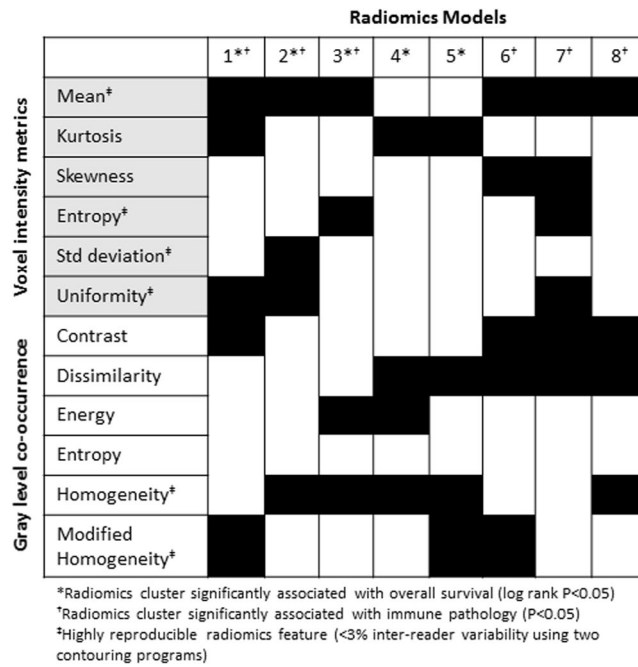 Radiomics Models
1*† 2*† 3*† 4* 5* 6† 7† 8†
Voxel intensity metrics
Mean‡
Kurtosis
Skewness
Entropy‡
Std deviation‡
Uniformity‡
Gray level co-occurrence
Contrast
Dissimilarity
Energy
Entropy
Homogeneity‡
Modified
Homogeneity‡
*Radiomics cluster significantly associated with overall survival (log rank P<0.05)
†Radiomics cluster significantly associated with immune pathology (P<0.05)
‡Highly reproducible radiomics feature (<3% inter-reader variability using two
contouring programs)